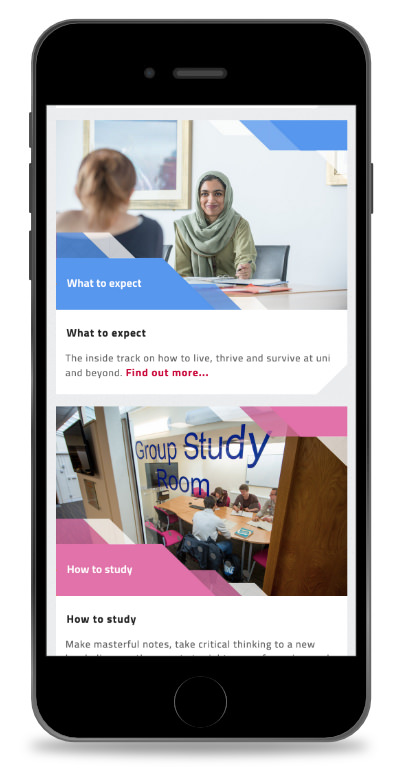 What to expect
What to expect
The inside track on how to live, thrive and survive at uni
and beyond. Find out more...
Group Study
Room
How to study
How to study
Make masterful notes, take critical thinking to a new